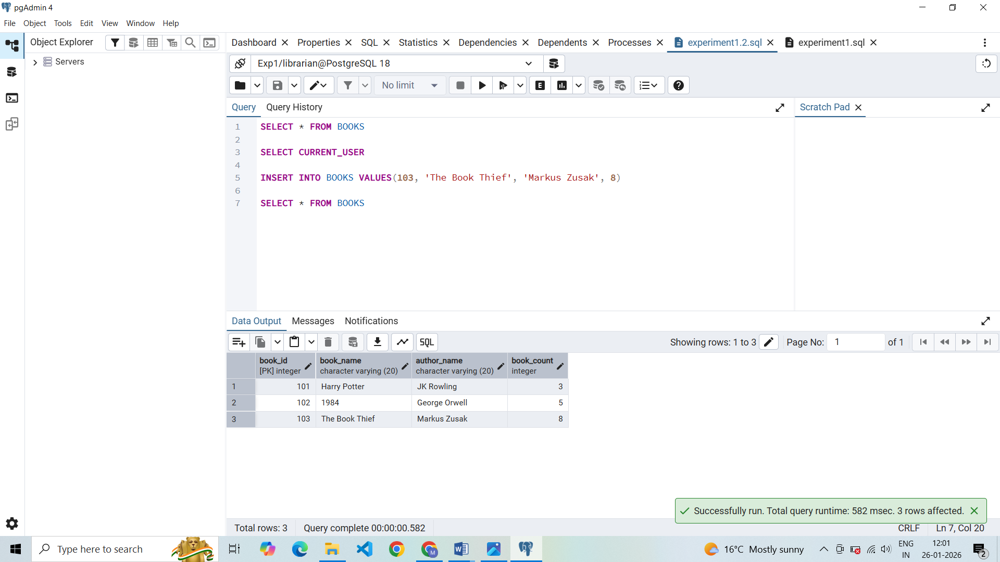 pgAdmin 4
File Object Tools Edit View Window Help
Object Explorer
Servers
Dashboard Properties SQL Statistics Dependencies Dependents Processes experiment1.2.sql experiment1.sql
Exp1/librarian@PostgreSQL 18
No limit E
Query Query History
Scratch Pad
1 SELECT * FROM BOOKS
2
3 SELECT CURRENT_USER
4
5 INSERT INTO BOOKS VALUES(103, 'The Book Thief', 'Markus Zusak', 8)
6
7 SELECT * FROM BOOKS
Data Output Messages Notifications
SQL Showing rows: 1 to 3 Page No: 1 of 1
book_id book_name author_name book_count
[PK] integer character varying (20) character varying (20) integer
1 101 Harry Potter JK Rowling 3
2 102 1984 George Orwell 5
3 103 The Book Thief Markus Zusak 8
Successfully run. Total query runtime: 582 msec. 3 rows affected.
Total rows: 3 Query complete 00:00:00.582 CRLF Ln 7, Col 20
Type here to search
16°C Mostly sunny
ENG
IN
12:01
26-01-2026
2